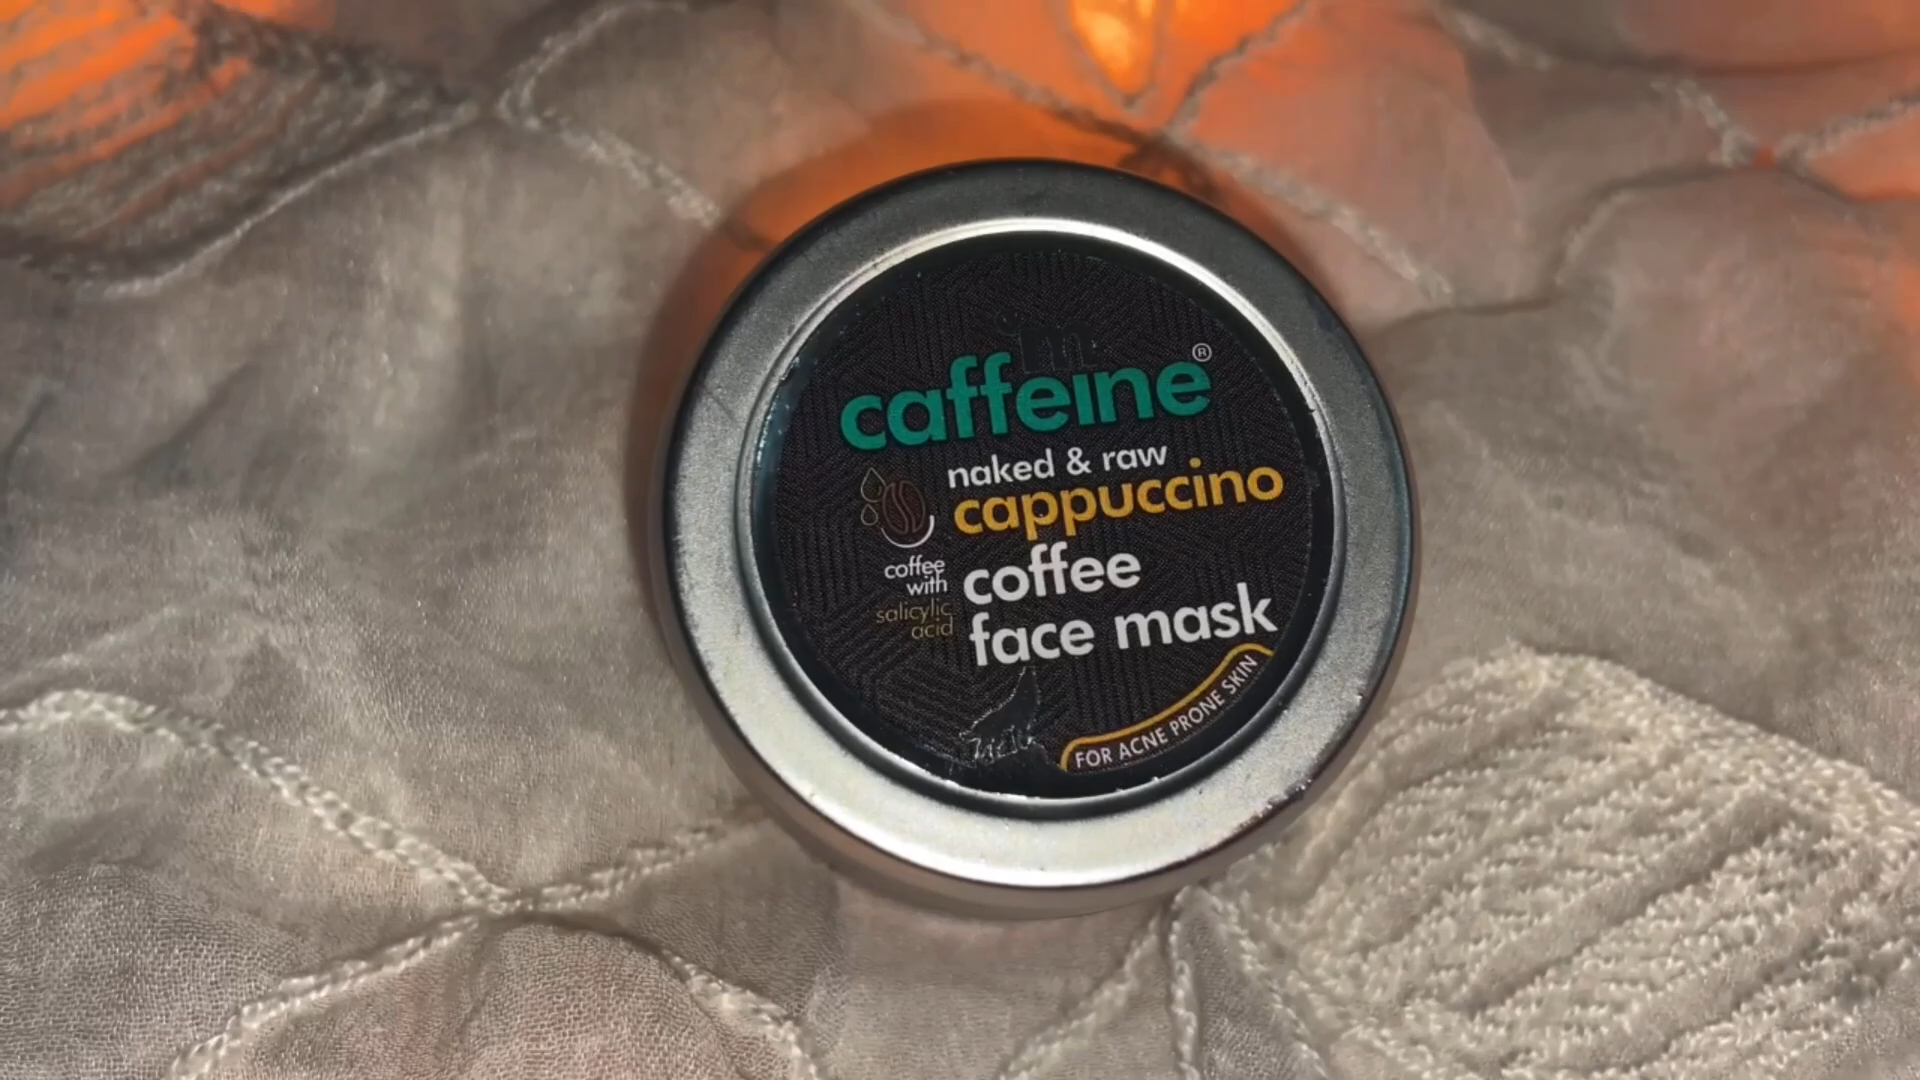 m
caffeine®
naked & raw
cappuccino
coffee
face mask
coffee
with
salicylic
acid
FOR ACNE PRONE SKIN